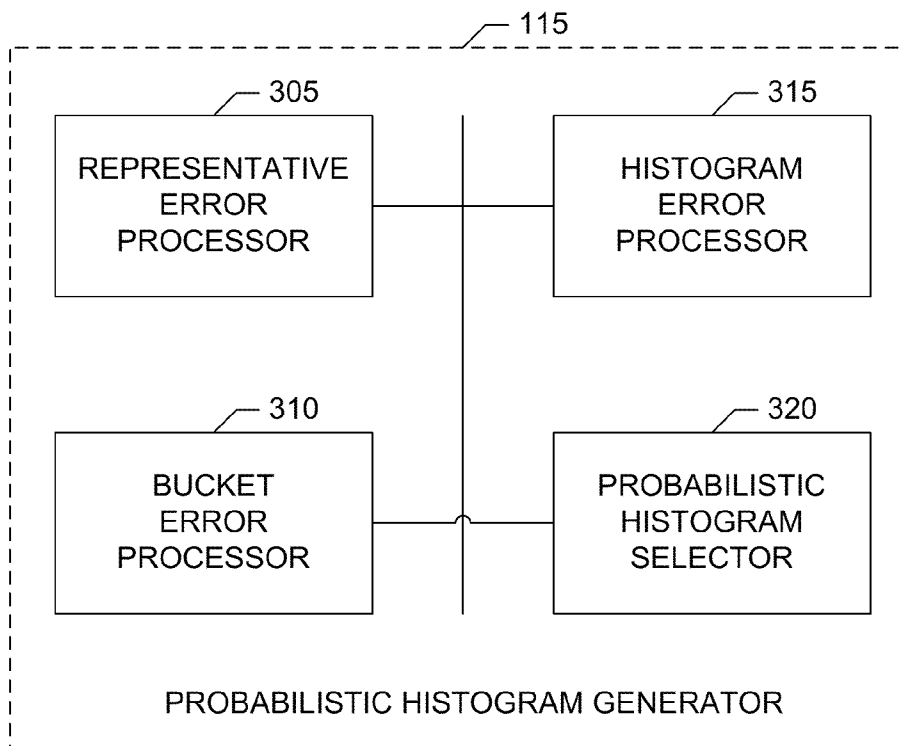 115
305
REPRESENTATIVE
ERROR
PROCESSOR
315
HISTOGRAM
ERROR
PROCESSOR
310
BUCKET
ERROR
PROCESSOR
320
PROBABILISTIC
HISTOGRAM
SELECTOR
PROBABILISTIC HISTOGRAM GENERATOR